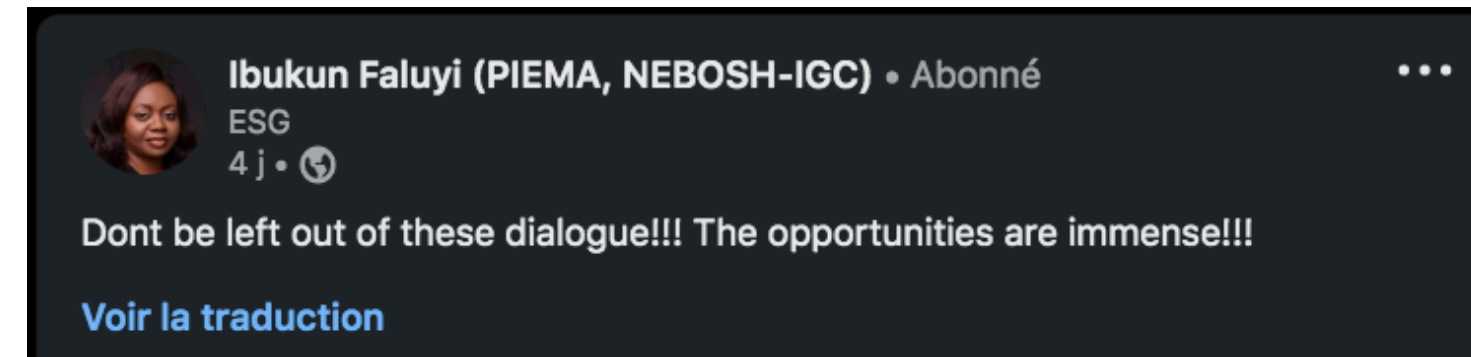 Ibukun Faluyi (PIEMA, NEBOSH-IGC) • Abonné
ESG
4 j •
Dont be left out of these dialogue!!! The opportunities are immense!!!
Voir la traduction